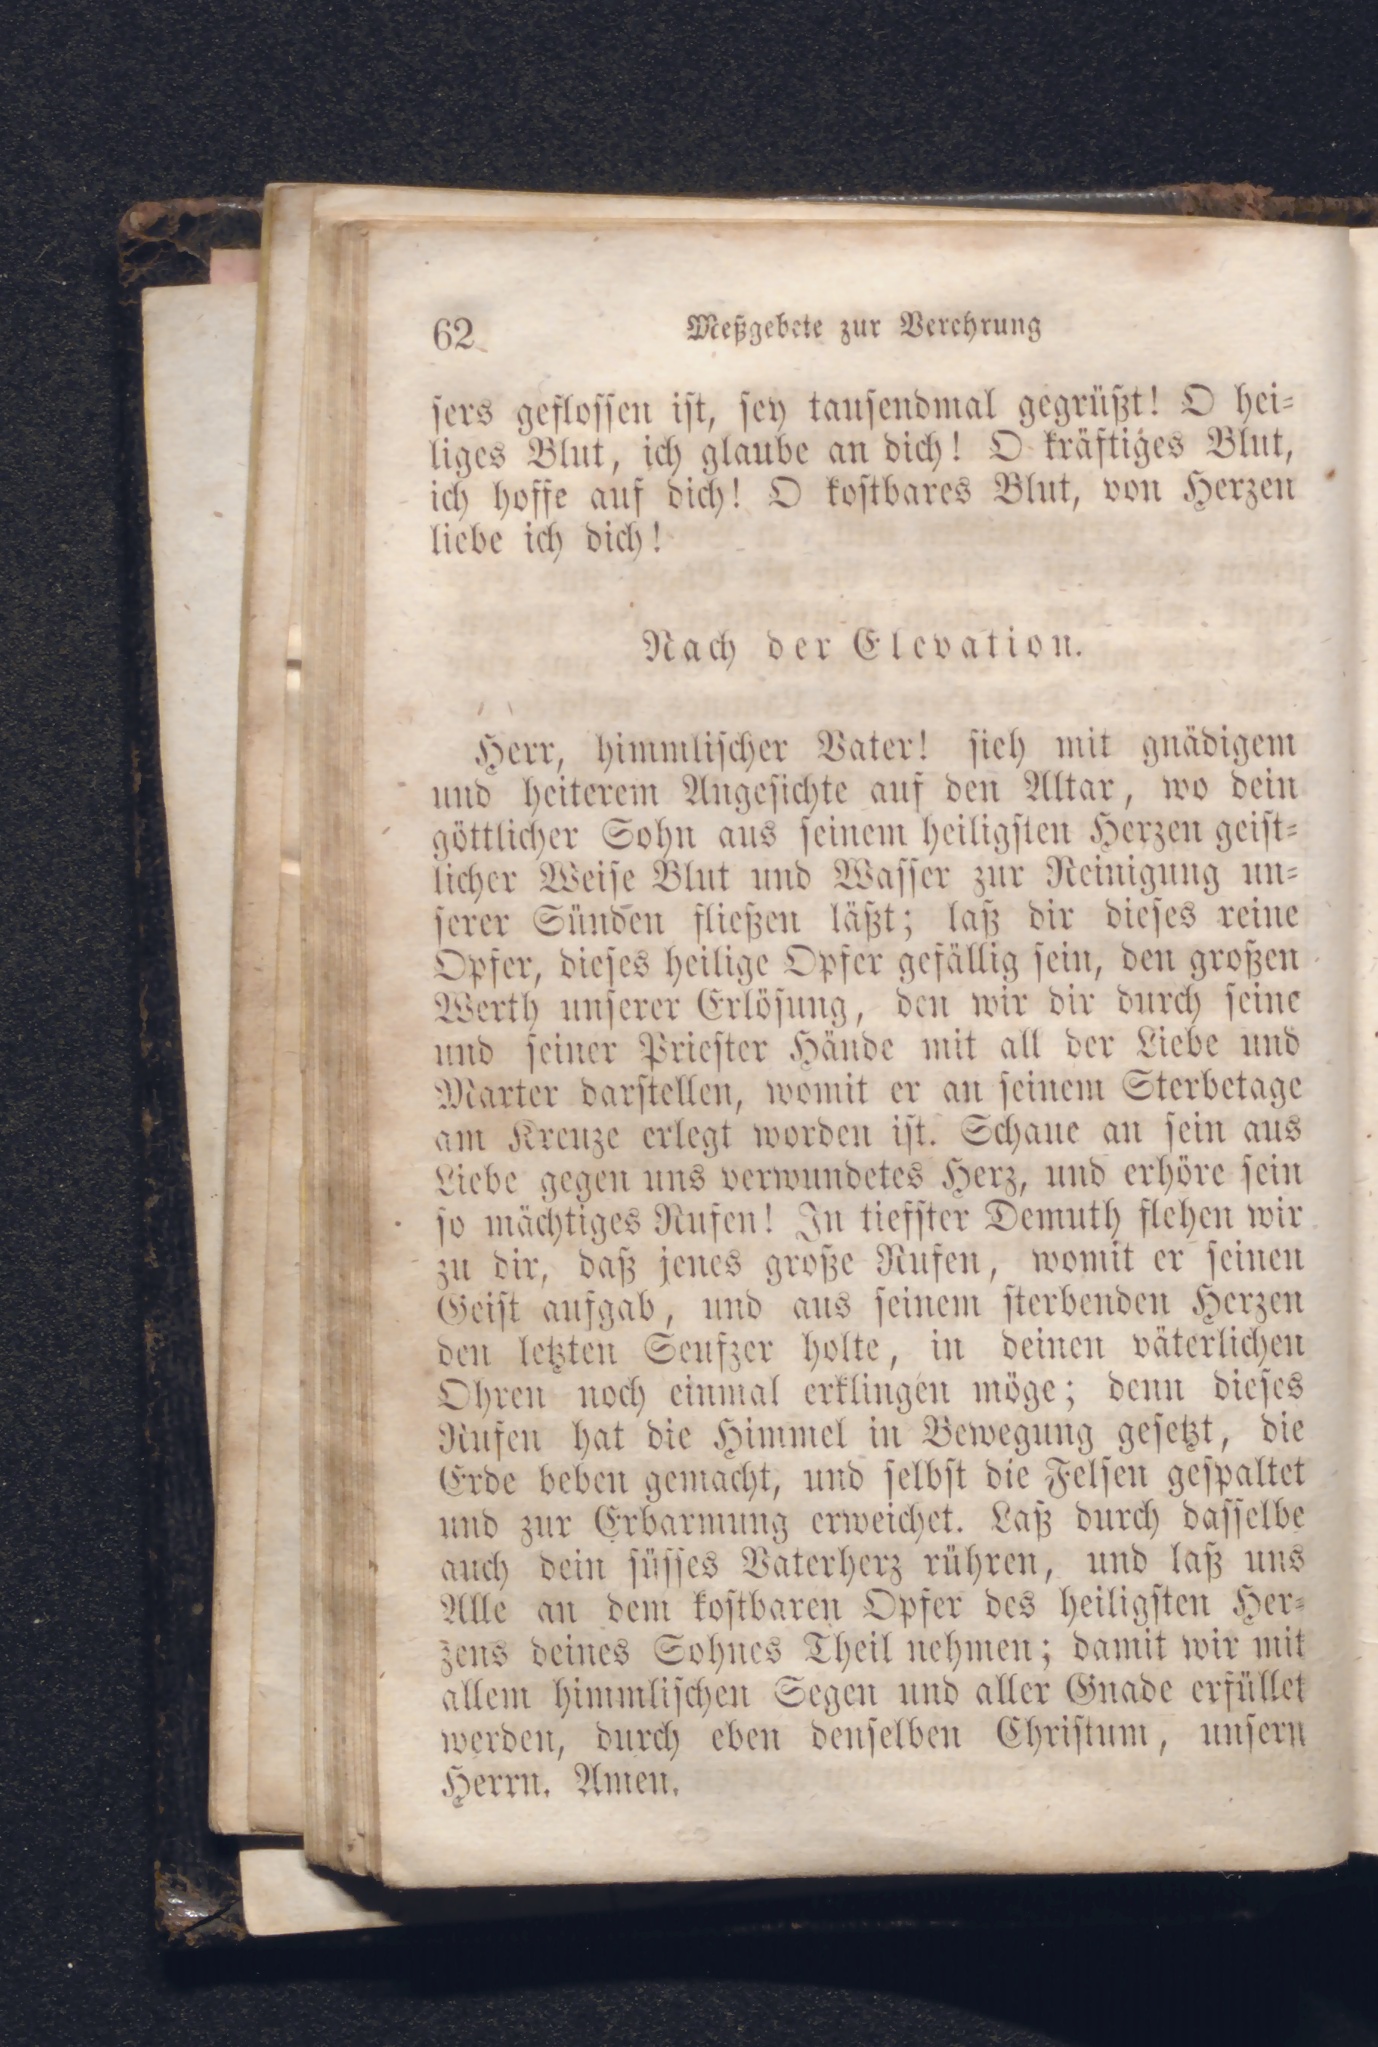 62 Meßgebete zur Verehrung
sers geflossen ist, sey tausendmal gegrüßt! O hei-
liges Blut, ich glaube an dich! O kräftiges Blut,
ich hoffe auf dich! O kostbares Blut, von Herzen
liebe ich dich!
Nach der Elevation.
Herr, himmlischer Vater! sieh mit gnädigem
und heiterem Angesichte auf den Altar, wo dein
göttlicher Sohn aus seinem heiligsten Herzen geist-
licher Weise Blut und Wasser zur Reinigung un-
serer Sünden fließen läßt; laß dir dieses reine
Opfer, dieses heilige Opfer gefällig sein, den großen
Werth unserer Erlösung, den wir dir durch seine
und seiner Priester Hände mit all der Liebe und
Marter darstellen, womit er an seinem Sterbetage
am Kreuze erlegt worden ist. Schaue an sein aus
Liebe gegen uns verwundetes Herz, und erhöre sein
so mächtiges Rufen! In tiefster Demuth flehen wir
zu dir, daß jenes große Rufen, womit er seinen
Geist aufgab, und aus seinem sterbenden Herzen
den letzten Seufzer holte, in deinen väterlichen
Ohren noch einmal erklingen möge; denn dieses
Rufen hat die Himmel in Bewegung gesetzt, die
Erde beben gemacht, und selbst die Felsen gespaltet
und zur Erbarmung erweichet. Laß durch dasselbe
auch dein süsses Vaterherz rühren, und laß uns
Alle an dem kostbaren Opfer des heiligsten Her-
zens deines Sohnes Theil nehmen; damit wir mit
allem himmlischen Segen und aller Gnade erfüllet
werden, durch eben denselben Christum, unsern
Herrn. Amen.